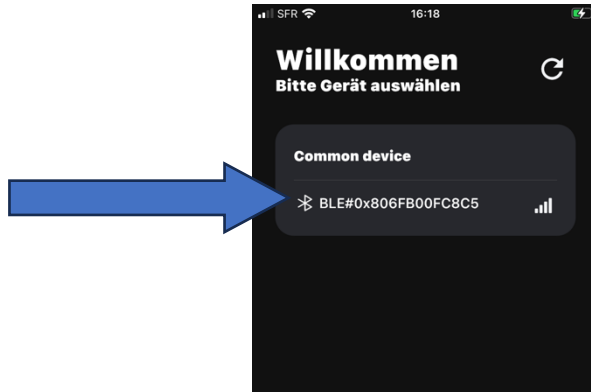 SFR 16:18
Willkommen
Bitte Gerät auswählen
Common device
BLE#0x806FB00FC8C5